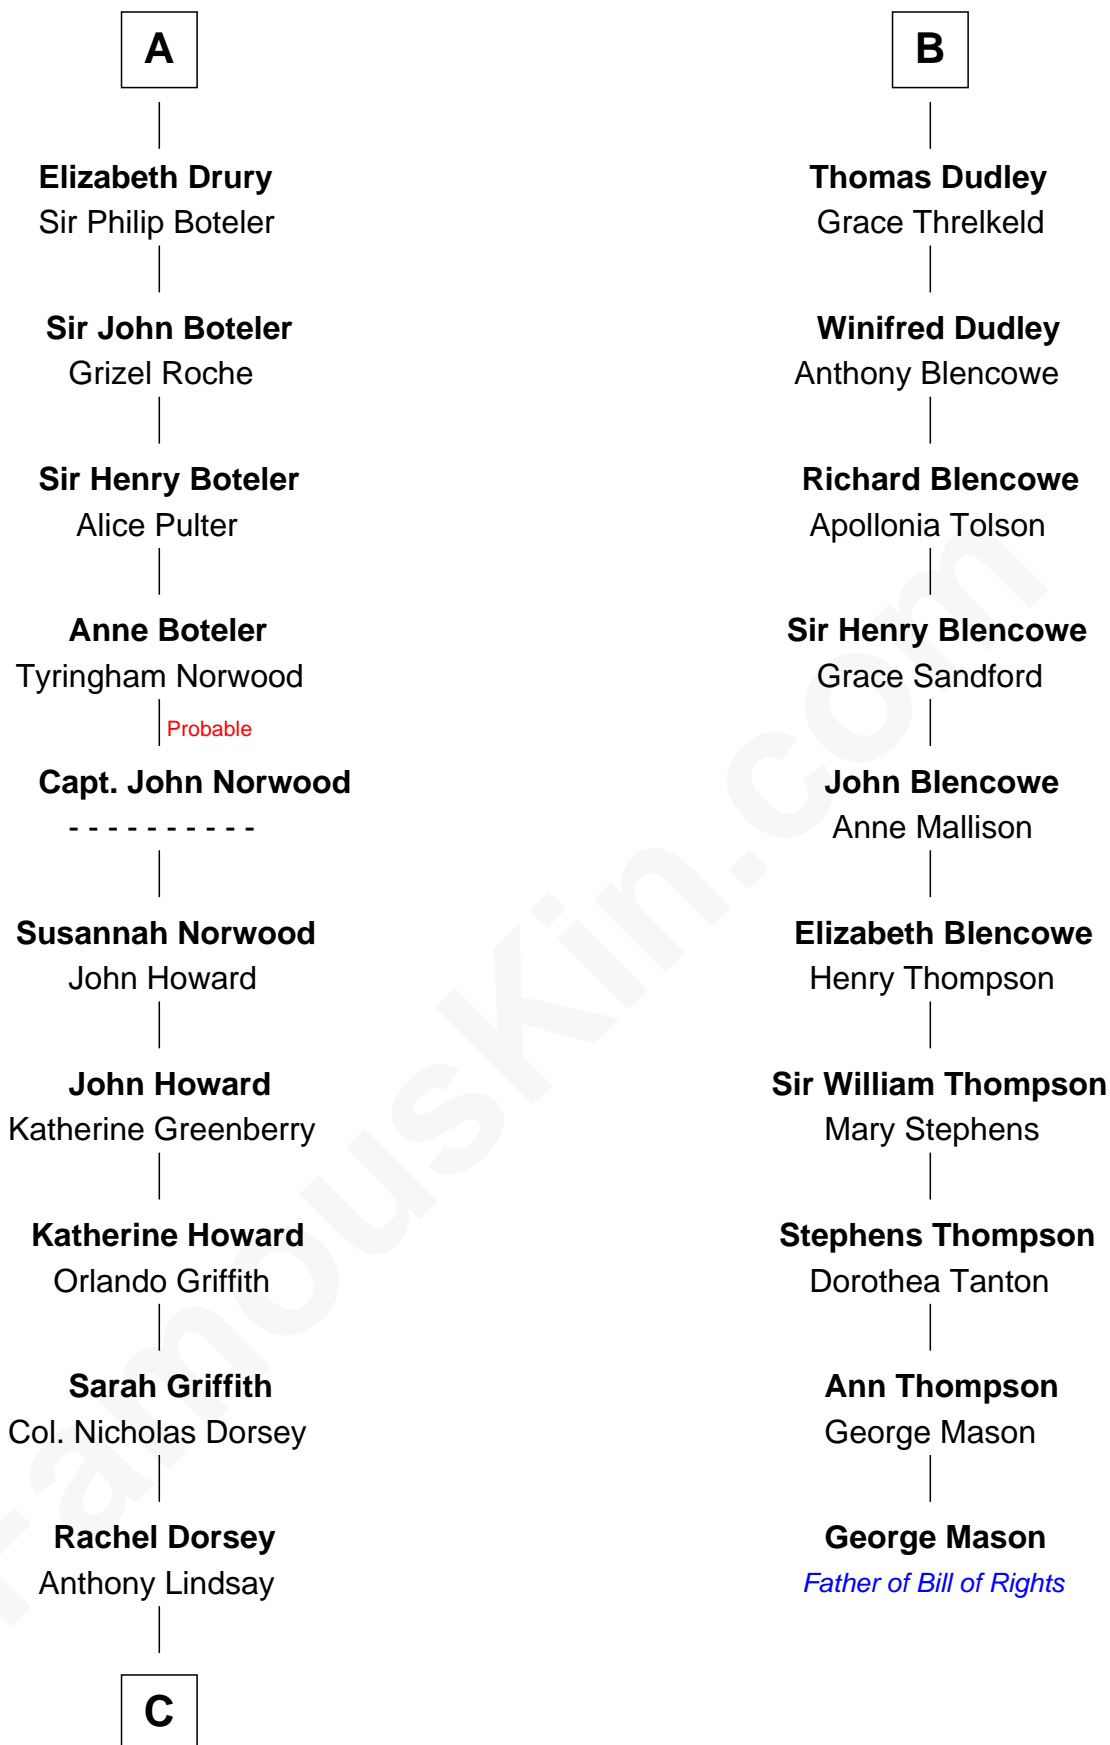 A
Elizabeth Drury
Sir Philip Boteler
Sir John Boteler
Grizel Roche
Sir Henry Boteler
Alice Pulter
Anne Boteler
Tyringham Norwood
Probable
Capt. John Norwood
- - - - - - - - - -
Susannah Norwood
John Howard
John Howard
Katherine Greenberry
Katherine Howard
Orlando Griffith
Sarah Griffith
Col. Nicholas Dorsey
Rachel Dorsey
Anthony Lindsay
C
B
Thomas Dudley
Grace Threlkeld
Winifred Dudley
Anthony Blencowe
Richard Blencowe
Apollonia Tolson
Sir Henry Blencowe
Grace Sandford
John Blencowe
Anne Mallison
Elizabeth Blencowe
Henry Thompson
Sir William Thompson
Mary Stephens
Stephens Thompson
Dorothea Tanton
Ann Thompson
George Mason
George Mason
Father of Bill of Rights
FamousKin.com